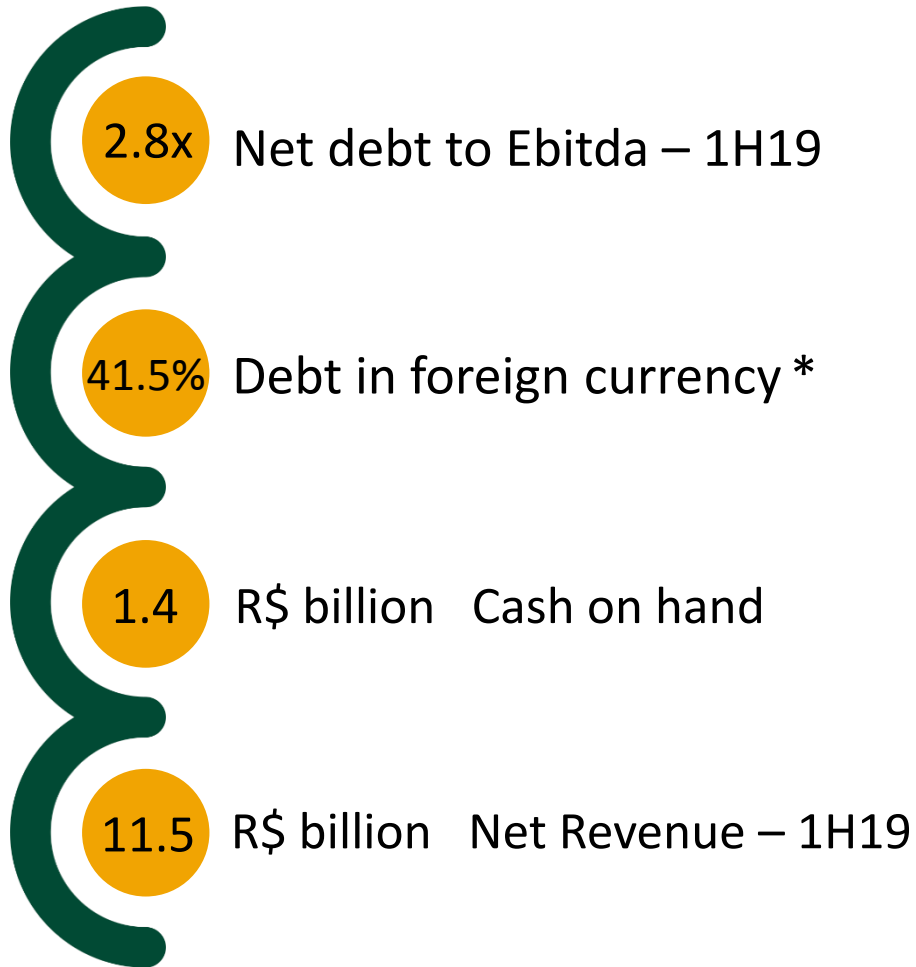 2.8x Net debt to Ebitda – 1H19
41.5% Debt in foreign currency *
1.4 R$ billion Cash on hand
11.5 R$ billion Net Revenue – 1H19